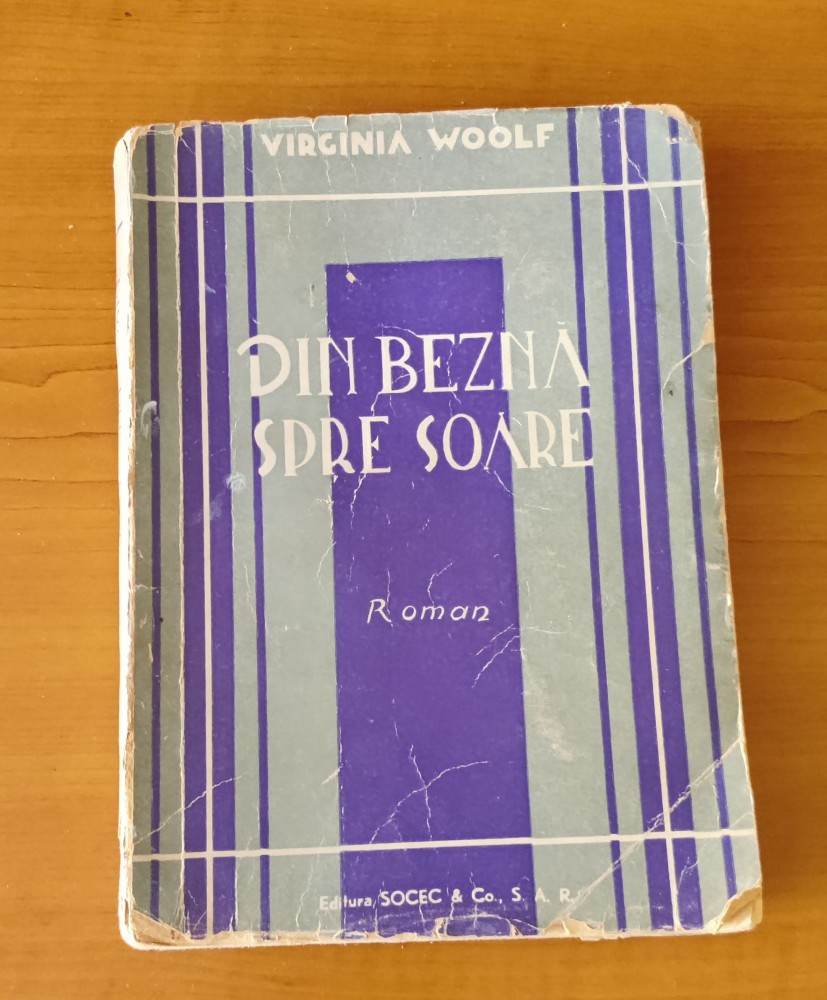 VIRGINIA WOOLF
DIN BEZNĂ
SPRE SOARE
Roman
Editura SOCEC & Co., S. A. R.